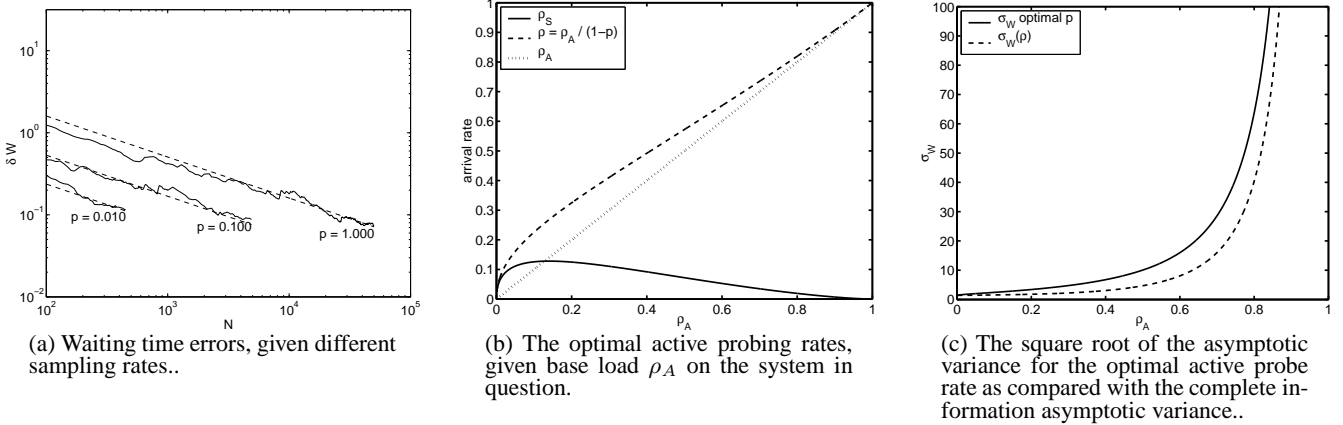 10^1
10^0
10^-1
10^-2
δ W
p = 0.010
p = 0.100
p = 1.000
10^2
10^3
10^4
10^5
N
(a) Waiting time errors, given different
sampling rates..
1
0.9
0.8
0.7
0.6
0.5
0.4
0.3
0.2
0.1
0
arrival rate
ρ_S
ρ = ρ_A / (1−p)
ρ_A
0
0.2
0.4
0.6
0.8
1
ρ_A
(b) The optimal active probing rates,
given base load ρ_A on the system in
question.
100
90
80
70
60
50
40
30
20
10
0
σ_W
σ_W optimal p
σ_W(ρ)
0
0.2
0.4
0.6
0.8
1
ρ_A
(c) The square root of the asymptotic
variance for the optimal active probe
rate as compared with the complete in-
formation asymptotic variance..